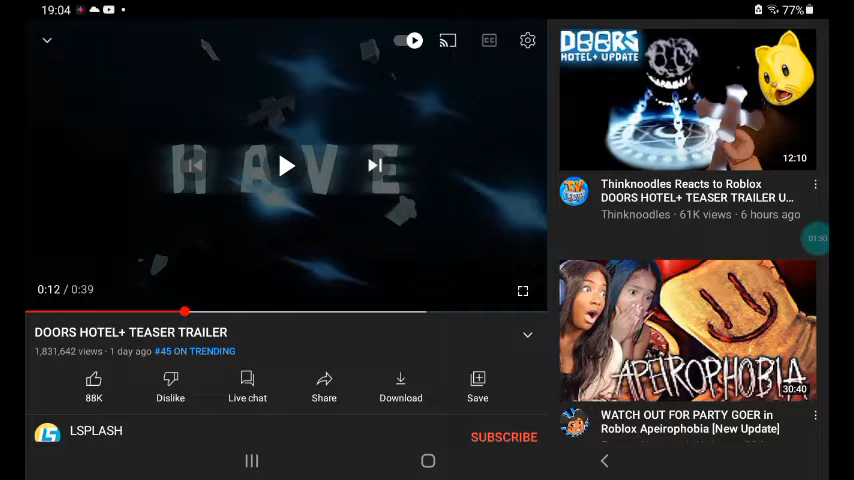 19:04
77%
HAVE
0:12 / 0:39
DOORS HOTEL+ TEASER TRAILER
1,831,642 views · 1 day ago #45 ON TRENDING
88K
Dislike
Live chat
Share
Download
Save
LSPLASH
SUBSCRIBE
DOORS
HOTEL+ UPDATE
12:10
Thinknoodles Reacts to Roblox
DOORS HOTEL+ TEASER TRAILER U...
Thinknoodles · 61K views · 6 hours ago
01:30
APEIROPHOBIA
30:40
WATCH OUT FOR PARTY GOER in
Roblox Apeirophobia [New Update]